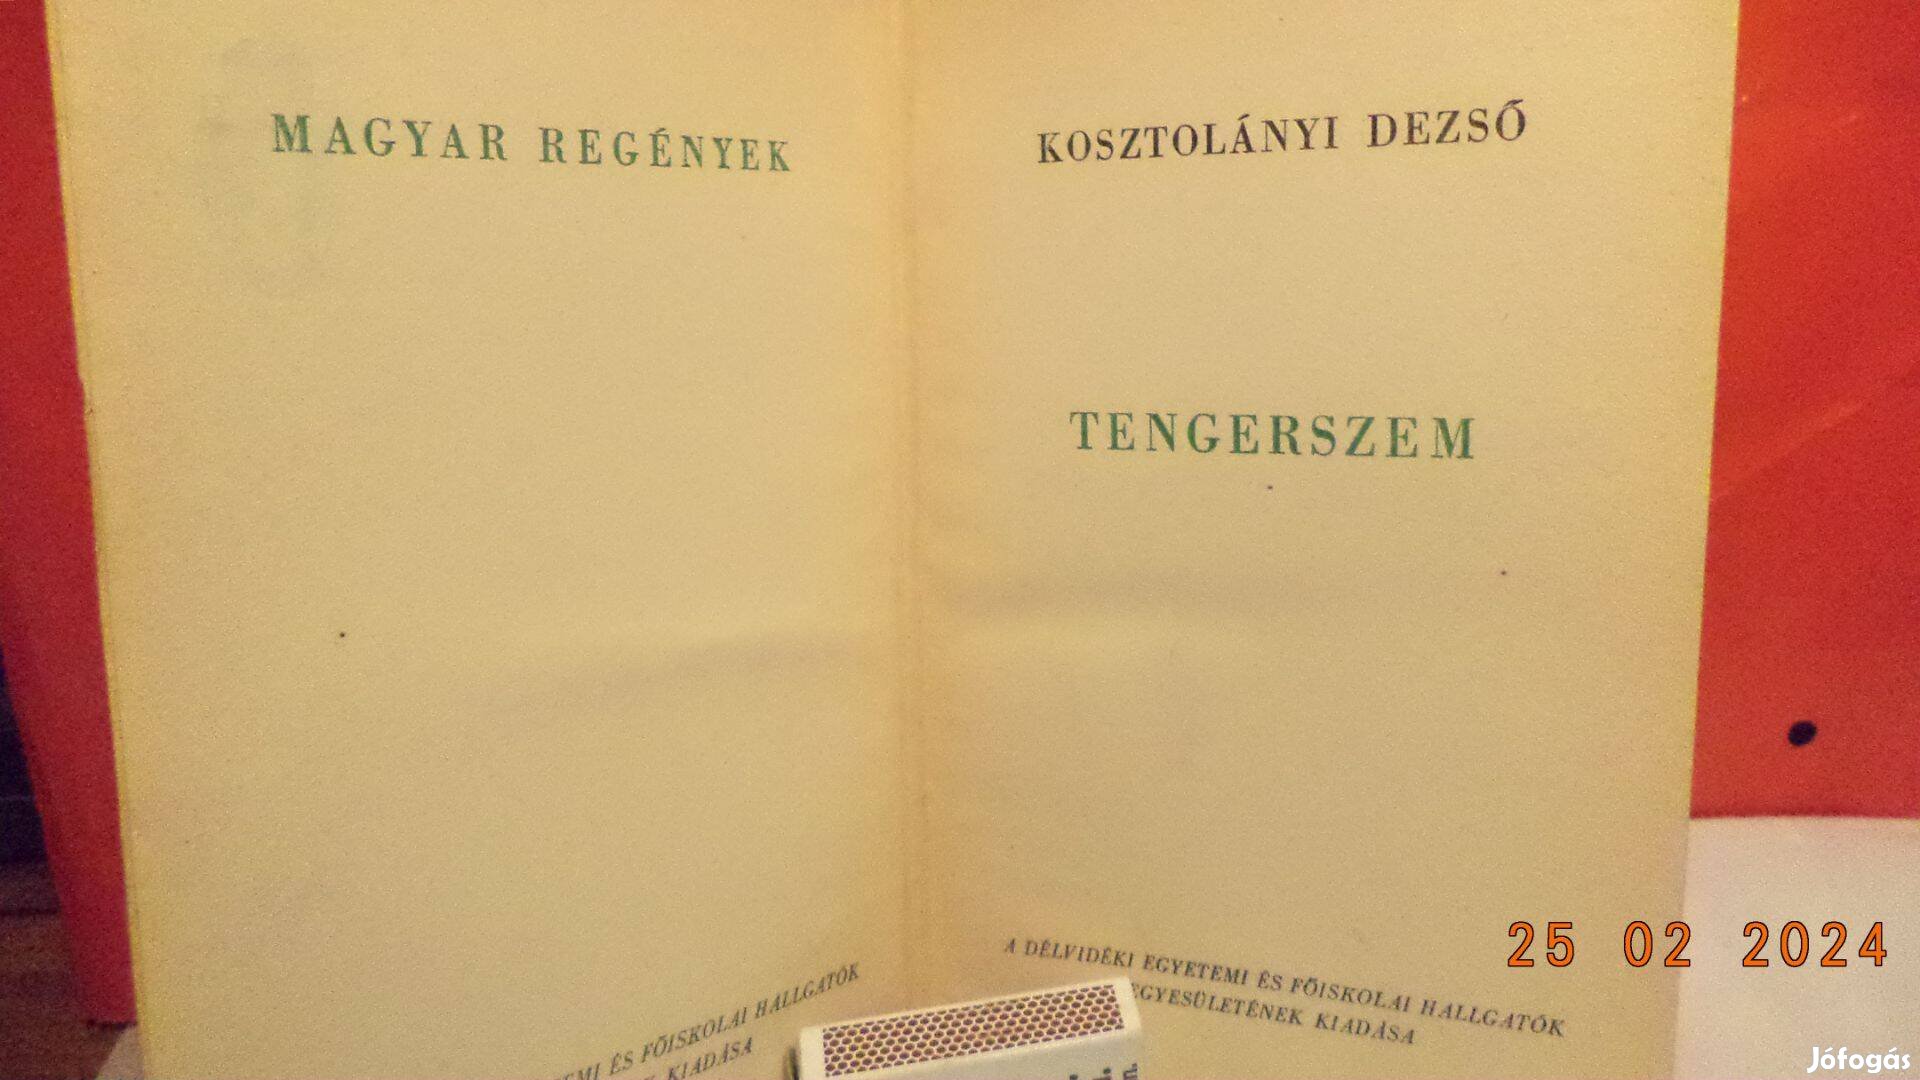 MAGYAR REGÉNYEK
ÉS FŐISKOLAI HALLGATÓK
KIADÁSA
KOSZTOLÁNYI DEZSŐ
TENGERSZEM
A DÉLVIDÉKI EGYETEMI ÉS FŐISKOLAI HALLGATÓK
EGYESÜLETÉNEK KIADÁSA
25 02 2024
Jófogás